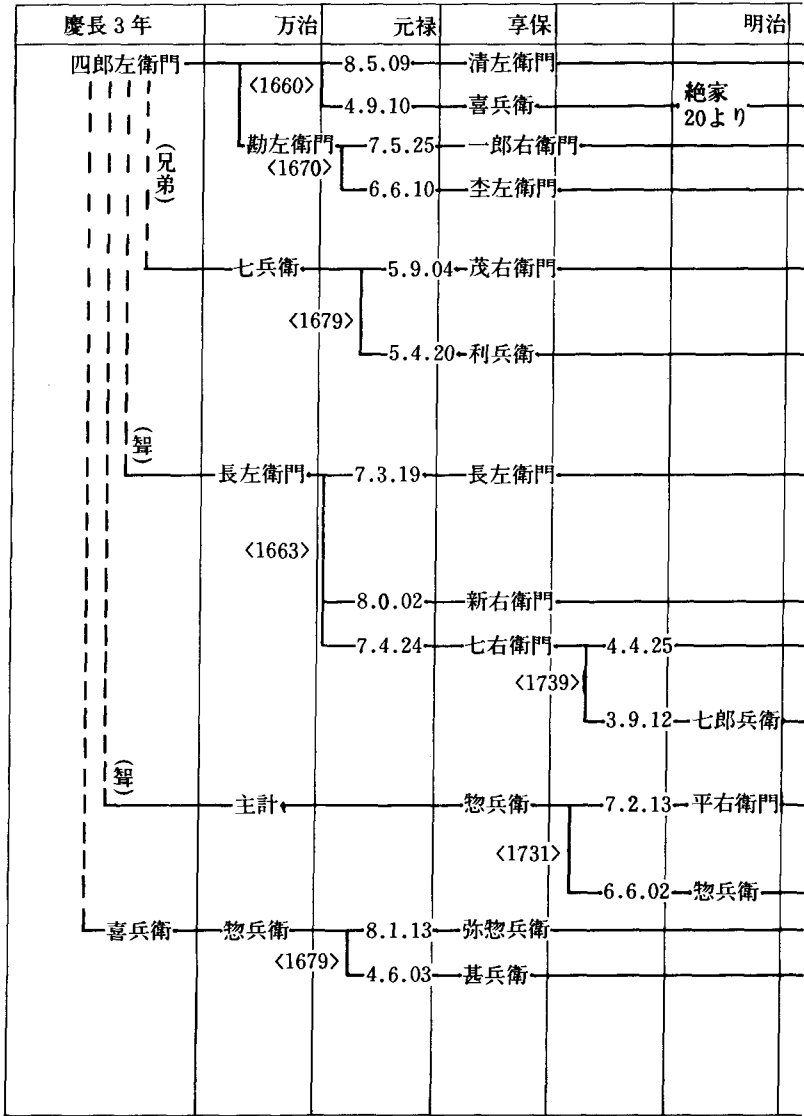 慶長3年 万治 元禄 享保 明治
四郎左衛門 8.5.09 清左衛門
〈1660〉
4.9.10 喜兵衛 絶家
20より
勘左衛門 7.5.25 一郎右衛門
〈1670〉
6.6.10 杢左衛門
(兄弟)
七兵衛 5.9.04 茂右衛門
〈1679〉
5.4.20 利兵衛
(聟)
長左衛門 7.3.19 長左衛門
〈1663〉
8.0.02 新右衛門
7.4.24 七右衛門 4.4.25
〈1739〉
3.9.12 七郎兵衛
(聟)
主計 惣兵衛 7.2.13 平右衛門
〈1731〉
6.6.02 惣兵衛
喜兵衛 惣兵衛 8.1.13 弥惣兵衛
〈1679〉
4.6.03 甚兵衛